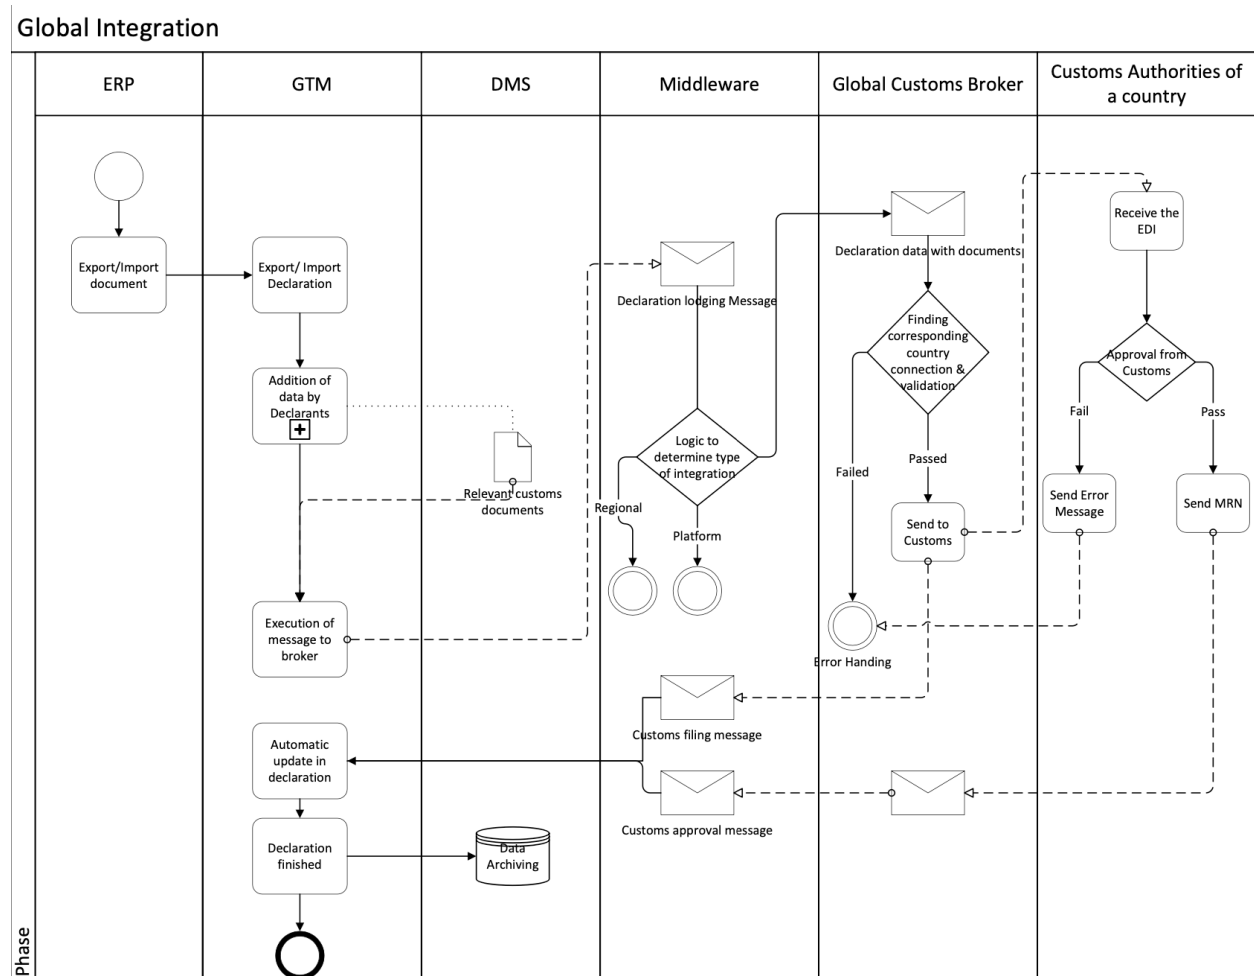 Global Integration
ERP
GTM
DMS
Middleware
Global Customs Broker
Customs Authorities of
a country
Export/Import
document
Export/ Import
Declaration
Addition of
data by
Declarants
Relevant customs
documents
Execution of
message to
broker
Automatic
update in
declaration
Declaration
finished
Data
Archiving
Declaration lodging Message
Logic to
determine type
of integration
Regional
Platform
Customs filing message
Customs approval message
Declaration data with documents
Finding
corresponding
country
connection &
validation
Failed
Passed
Send to
Customs
Error Handing
Receive the
EDI
Approval from
Customs
Fail
Pass
Send Error
Message
Send MRN
Phase